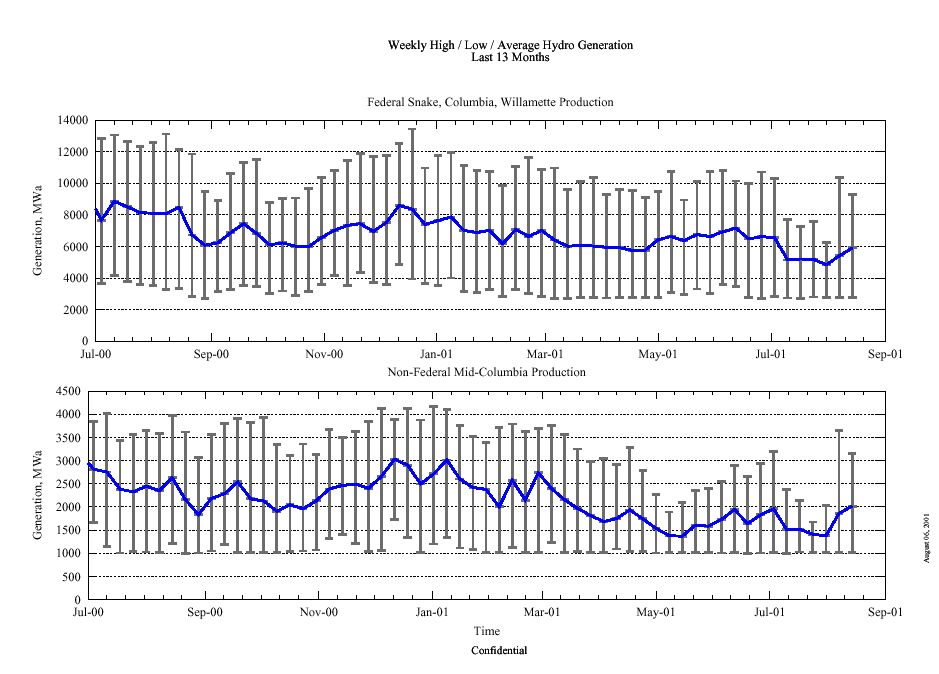 Weekly High / Low / Average Hydro Generation
Last 13 Months
Federal Snake, Columbia, Willamette Production
Generation, MWa
14000
12000
10000
8000
6000
4000
2000
0
Jul-00 Sep-00 Nov-00 Jan-01 Mar-01 May-01 Jul-01 Sep-01
Non-Federal Mid-Columbia Production
Generation, MWa
4500
4000
3500
3000
2500
2000
1500
1000
500
0
Jul-00 Sep-00 Nov-00 Jan-01 Mar-01 May-01 Jul-01 Sep-01
Time
Confidential
August 06, 2001